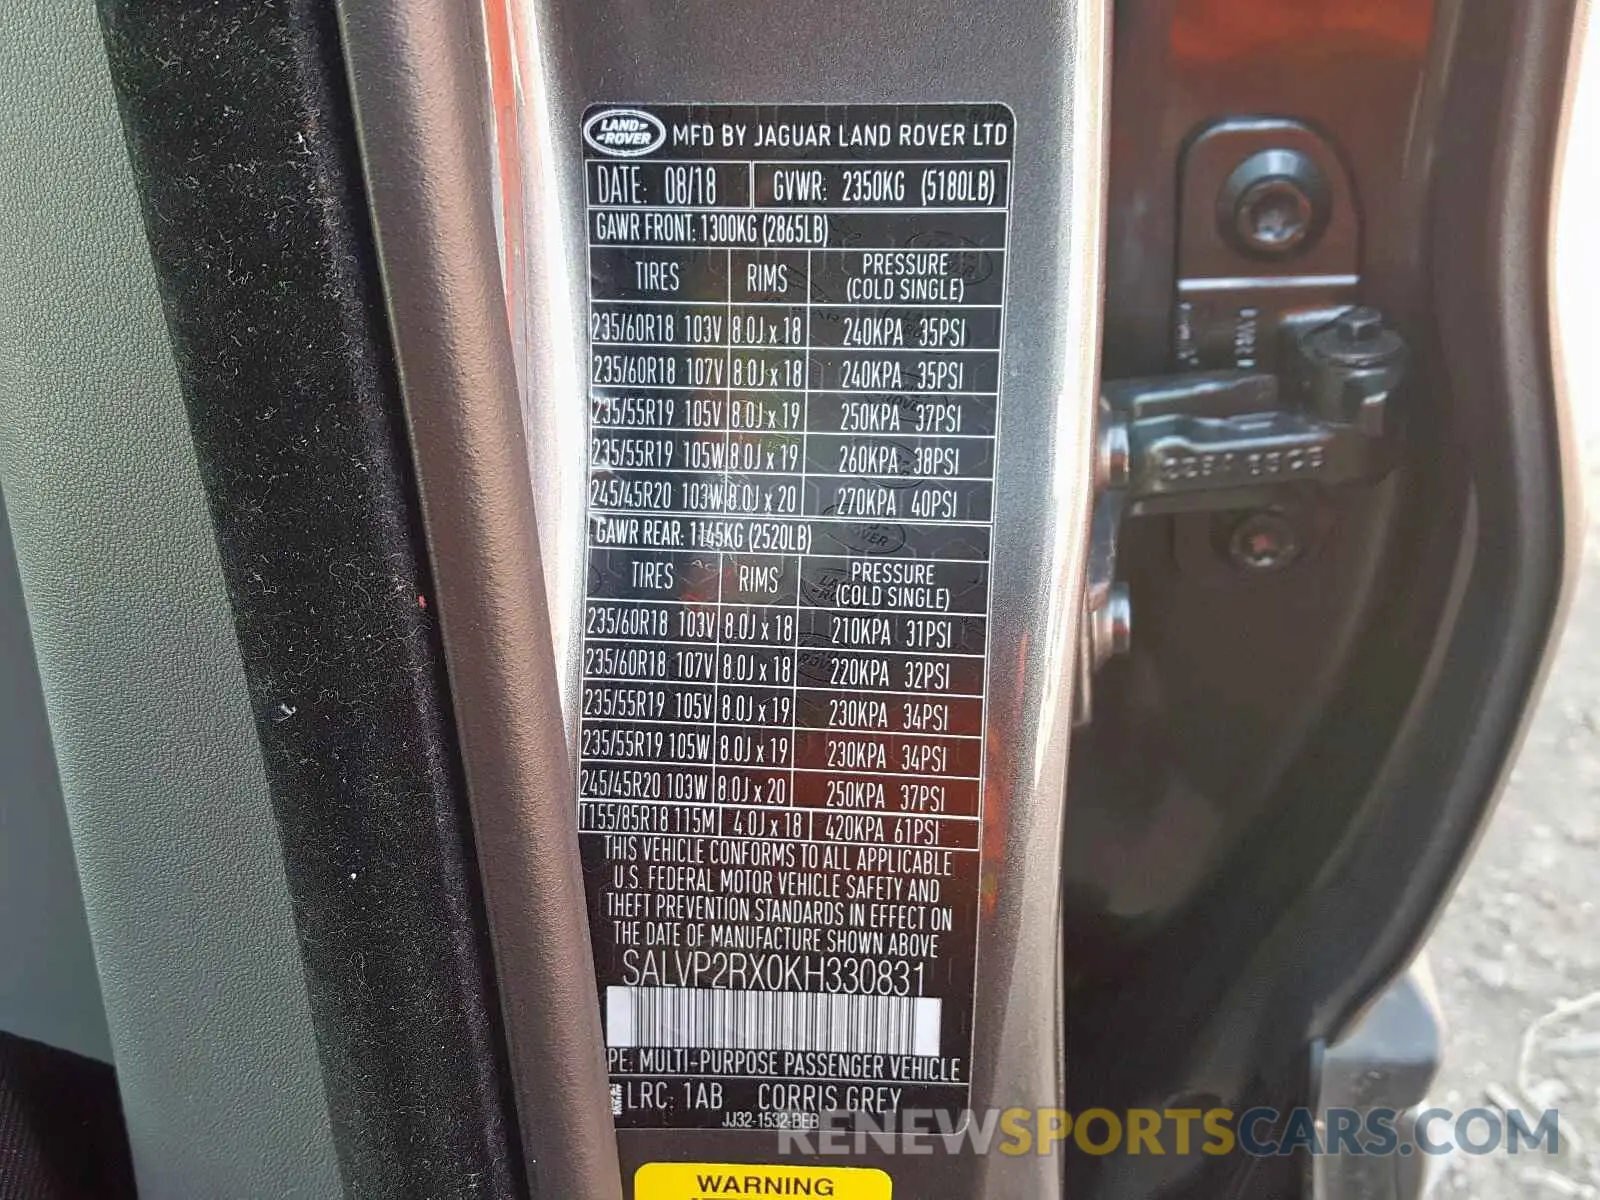 LAND ROVER MFD BY JAGUAR LAND ROVER LTD
DATE: 08/18 GVWR: 2350KG (5180LB)
GAWR FRONT: 1300KG (2865LB)
TIRES RIMS PRESSURE (COLD SINGLE)
235/60R18 103V 8.0J x 18 240KPA 35PSI
235/60R18 107V 8.0J x 18 240KPA 35PSI
235/55R19 105V 8.0J x 19 250KPA 37PSI
235/55R19 105W 8.0J x 19 260KPA 38PSI
245/45R20 103W 8.0J x 20 270KPA 40PSI
GAWR REAR: 1145KG (2520LB)
TIRES RIMS PRESSURE (COLD SINGLE)
235/60R18 103V 8.0J x 18 210KPA 31PSI
235/60R18 107V 8.0J x 18 220KPA 32PSI
235/55R19 105V 8.0J x 19 230KPA 34PSI
235/55R19 105W 8.0J x 19 230KPA 34PSI
245/45R20 103W 8.0J x 20 250KPA 37PSI
T155/85R18 115M 4.0J x 18 420KPA 61PSI
THIS VEHICLE CONFORMS TO ALL APPLICABLE
U.S. FEDERAL MOTOR VEHICLE SAFETY AND
THEFT PREVENTION STANDARDS IN EFFECT ON
THE DATE OF MANUFACTURE SHOWN ABOVE
SALVP2RX0KH330831
PE: MULTI-PURPOSE PASSENGER VEHICLE
LRC: 1AB CORRIS GREY
JJ32-1532-BEB
RENEWSPORTSCARS.COM
WARNING